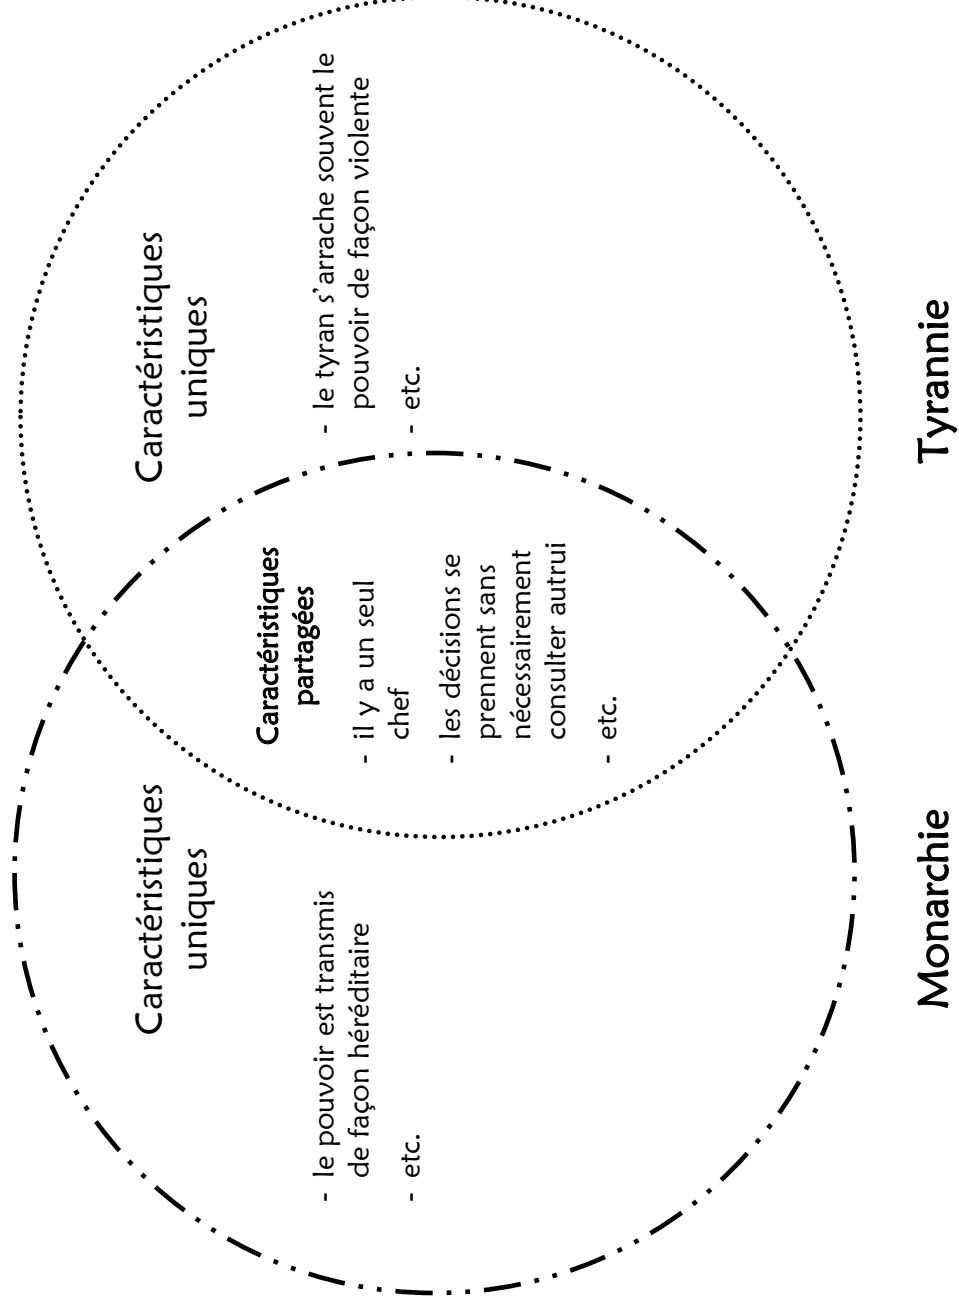 Caractéristiques
uniques
- le pouvoir est transmis
de façon héréditaire
- etc.
Caractéristiques
partagées
- il y a un seul
chef
- les décisions se
prennent sans
nécessairement
consulter autrui
- etc.
Caractéristiques
uniques
- le tyran s’arrache souvent le
pouvoir de façon violente
- etc.
Monarchie
Tyrannie